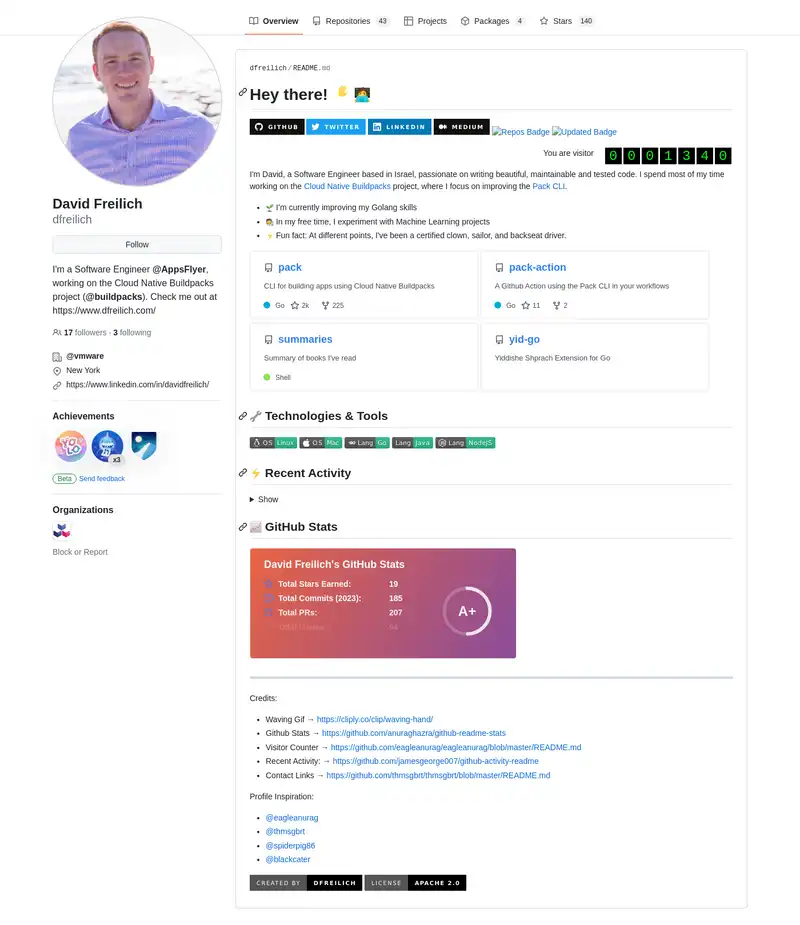 Overview Repositories 43 Projects Packages 4 Stars 140
dfreilich / README.md
Hey there!
GITHUB TWITTER LINKEDIN MEDIUM Repos Badge Updated Badge
You are visitor 0001340
I'm David, a Software Engineer based in Israel, passionate on writing beautiful, maintainable and tested code. I spend most of my time
working on the Cloud Native Buildpacks project, where I focus on improving the Pack CLI.
I'm currently improving my Golang skills
In my free time, I experiment with Machine Learning projects
Fun fact: At different points, I've been a certified clown, sailor, and backseat driver.
pack
CLI for building apps using Cloud Native Buildpacks
Go 2k 225
pack-action
A Github Action using the Pack CLI in your workflows
Go 11 2
summaries
Summary of books I've read
Shell
yid-go
Yiddishe Shprach Extension for Go
Technologies & Tools
OS Linux OS Mac Lang Go Lang Java Lang NodeJS
Recent Activity
Show
GitHub Stats
David Freilich's GitHub Stats
Total Stars Earned: 19
Total Commits (2023): 185
Total PRs: 207
A+
Credits:
Waving Gif → https://cliply.co/clip/waving-hand/
Github Stats → https://github.com/anuraghazra/github-readme-stats
Visitor Counter → https://github.com/eagleanurag/eagleanurag/blob/master/README.md
Recent Activity: → https://github.com/jamesgeorge007/github-activity-readme
Contact Links → https://github.com/thmsgbrt/thmsgbrt/blob/master/README.md
Profile Inspiration:
@eagleanurag
@thmsgbrt
@spiderpig86
@blackcater
CREATED BY DFREILICH LICENSE APACHE 2.0
David Freilich
dfreilich
Follow
I'm a Software Engineer @AppsFlyer,
working on the Cloud Native Buildpacks
project (@buildpacks). Check me out at
https://www.dfreilich.com/
17 followers · 3 following
@vmware
New York
https://www.linkedin.com/in/davidfreilich/
Achievements
YOLO
x3
Beta Send feedback
Organizations
Block or Report